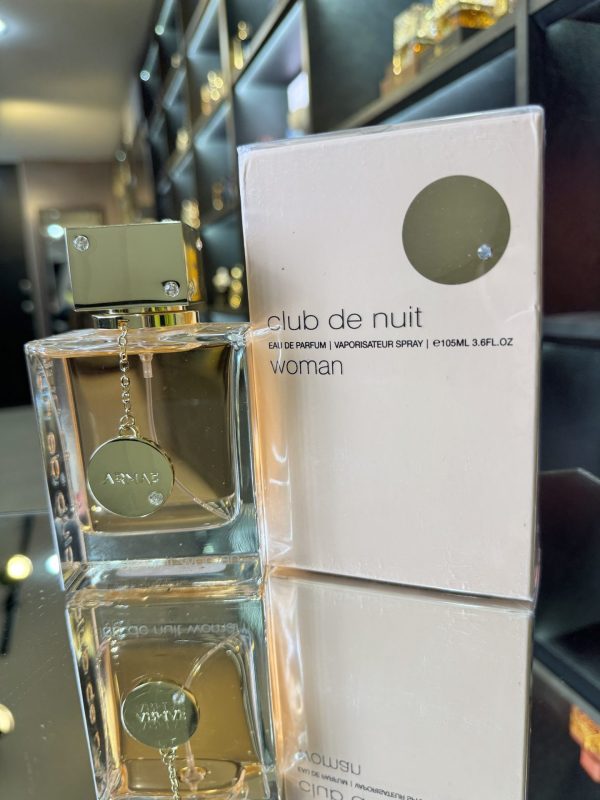 club de nuit
EAU DE PARFUM | VAPORISATEUR SPRAY | ℮105ML 3.6FL.OZ
woman
ARMAF